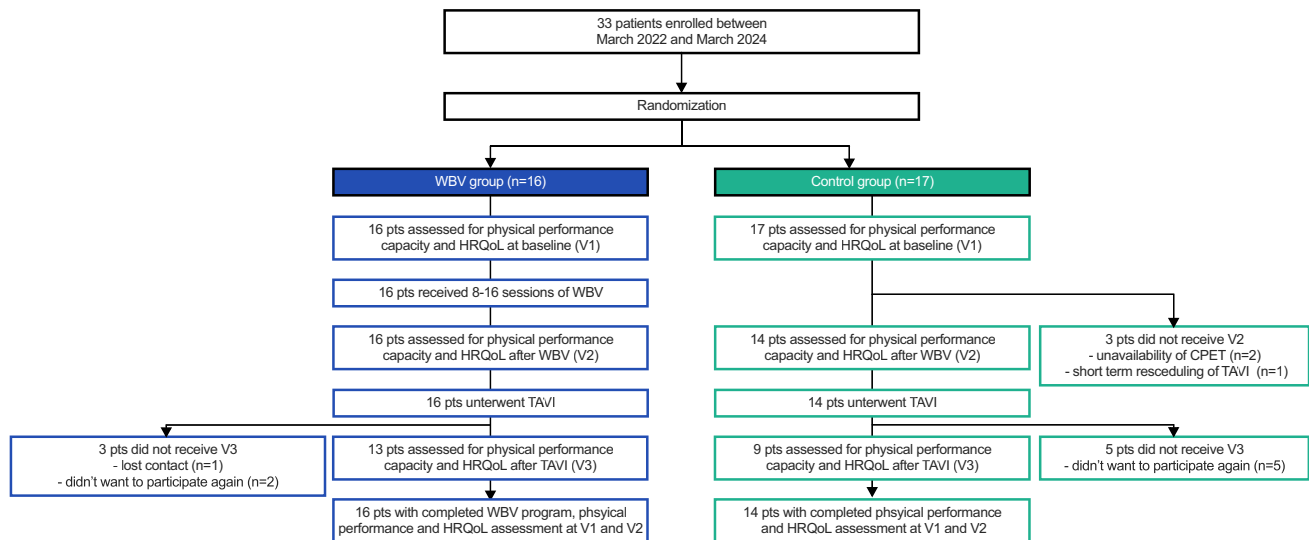 33 patients enrolled between
March 2022 and March 2024
Randomization
WBV group (n=16)
Control group (n=17)
16 pts assessed for physical performance
capacity and HRQoL at baseline (V1)
17 pts assessed for physical performance
capacity and HRQoL at baseline (V1)
16 pts received 8-16 sessions of WBV
16 pts assessed for physical performance
capacity and HRQoL after WBV (V2)
14 pts assessed for physical performance
capacity and HRQoL after WBV (V2)
3 pts did not receive V2
- unavailability of CPET (n=2)
- short term resceduling of TAVI (n=1)
16 pts unterwent TAVI
14 pts unterwent TAVI
3 pts did not receive V3
- lost contact (n=1)
- didn't want to participate again (n=2)
13 pts assessed for physical performance
capacity and HRQoL after TAVI (V3)
9 pts assessed for physical performance
capacity and HRQoL after TAVI (V3)
5 pts did not receive V3
- didn't want to participate again (n=5)
16 pts with completed WBV program, phsyical
performance and HRQoL assessment at V1 and V2
14 pts with completed phsyical performance
and HRQoL assessment at V1 and V2